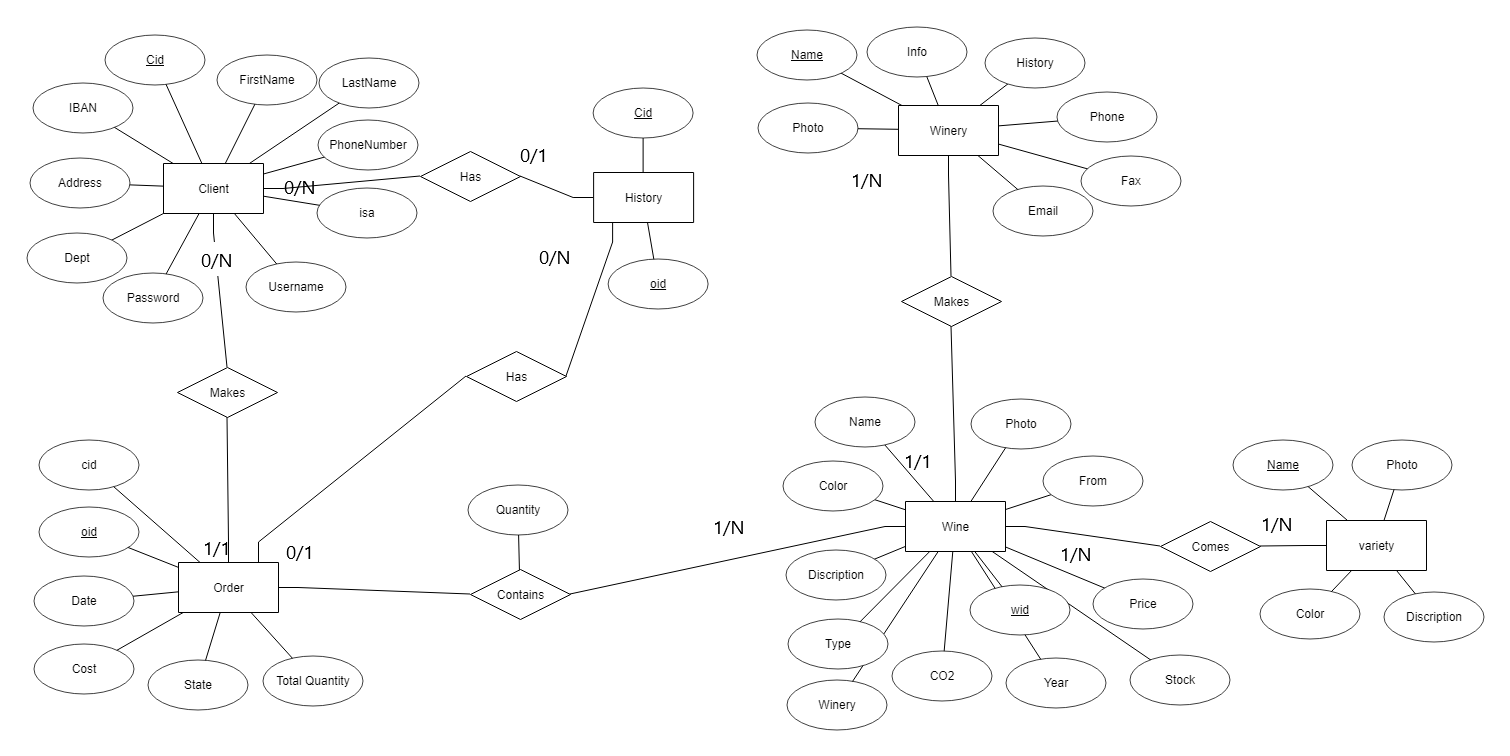 Cid
FirstName
LastName
IBAN
PhoneNumber
Address
Client
0/N
Has
0/1
isa
Dept
0/N
Password
Username
Cid
History
0/N
oid
Name
Info
History
Photo
Winery
Phone
1/N
Fax
Email
Makes
Makes
Has
cid
oid
1/1
0/1
Date
Order
Cost
State
Total Quantity
Quantity
Contains
1/N
Name
1/1
Photo
Color
From
Wine
Discription
1/N
Type
wid
Price
Winery
CO2
Year
Stock
Comes
1/N
Name
Photo
variety
Color
Discription